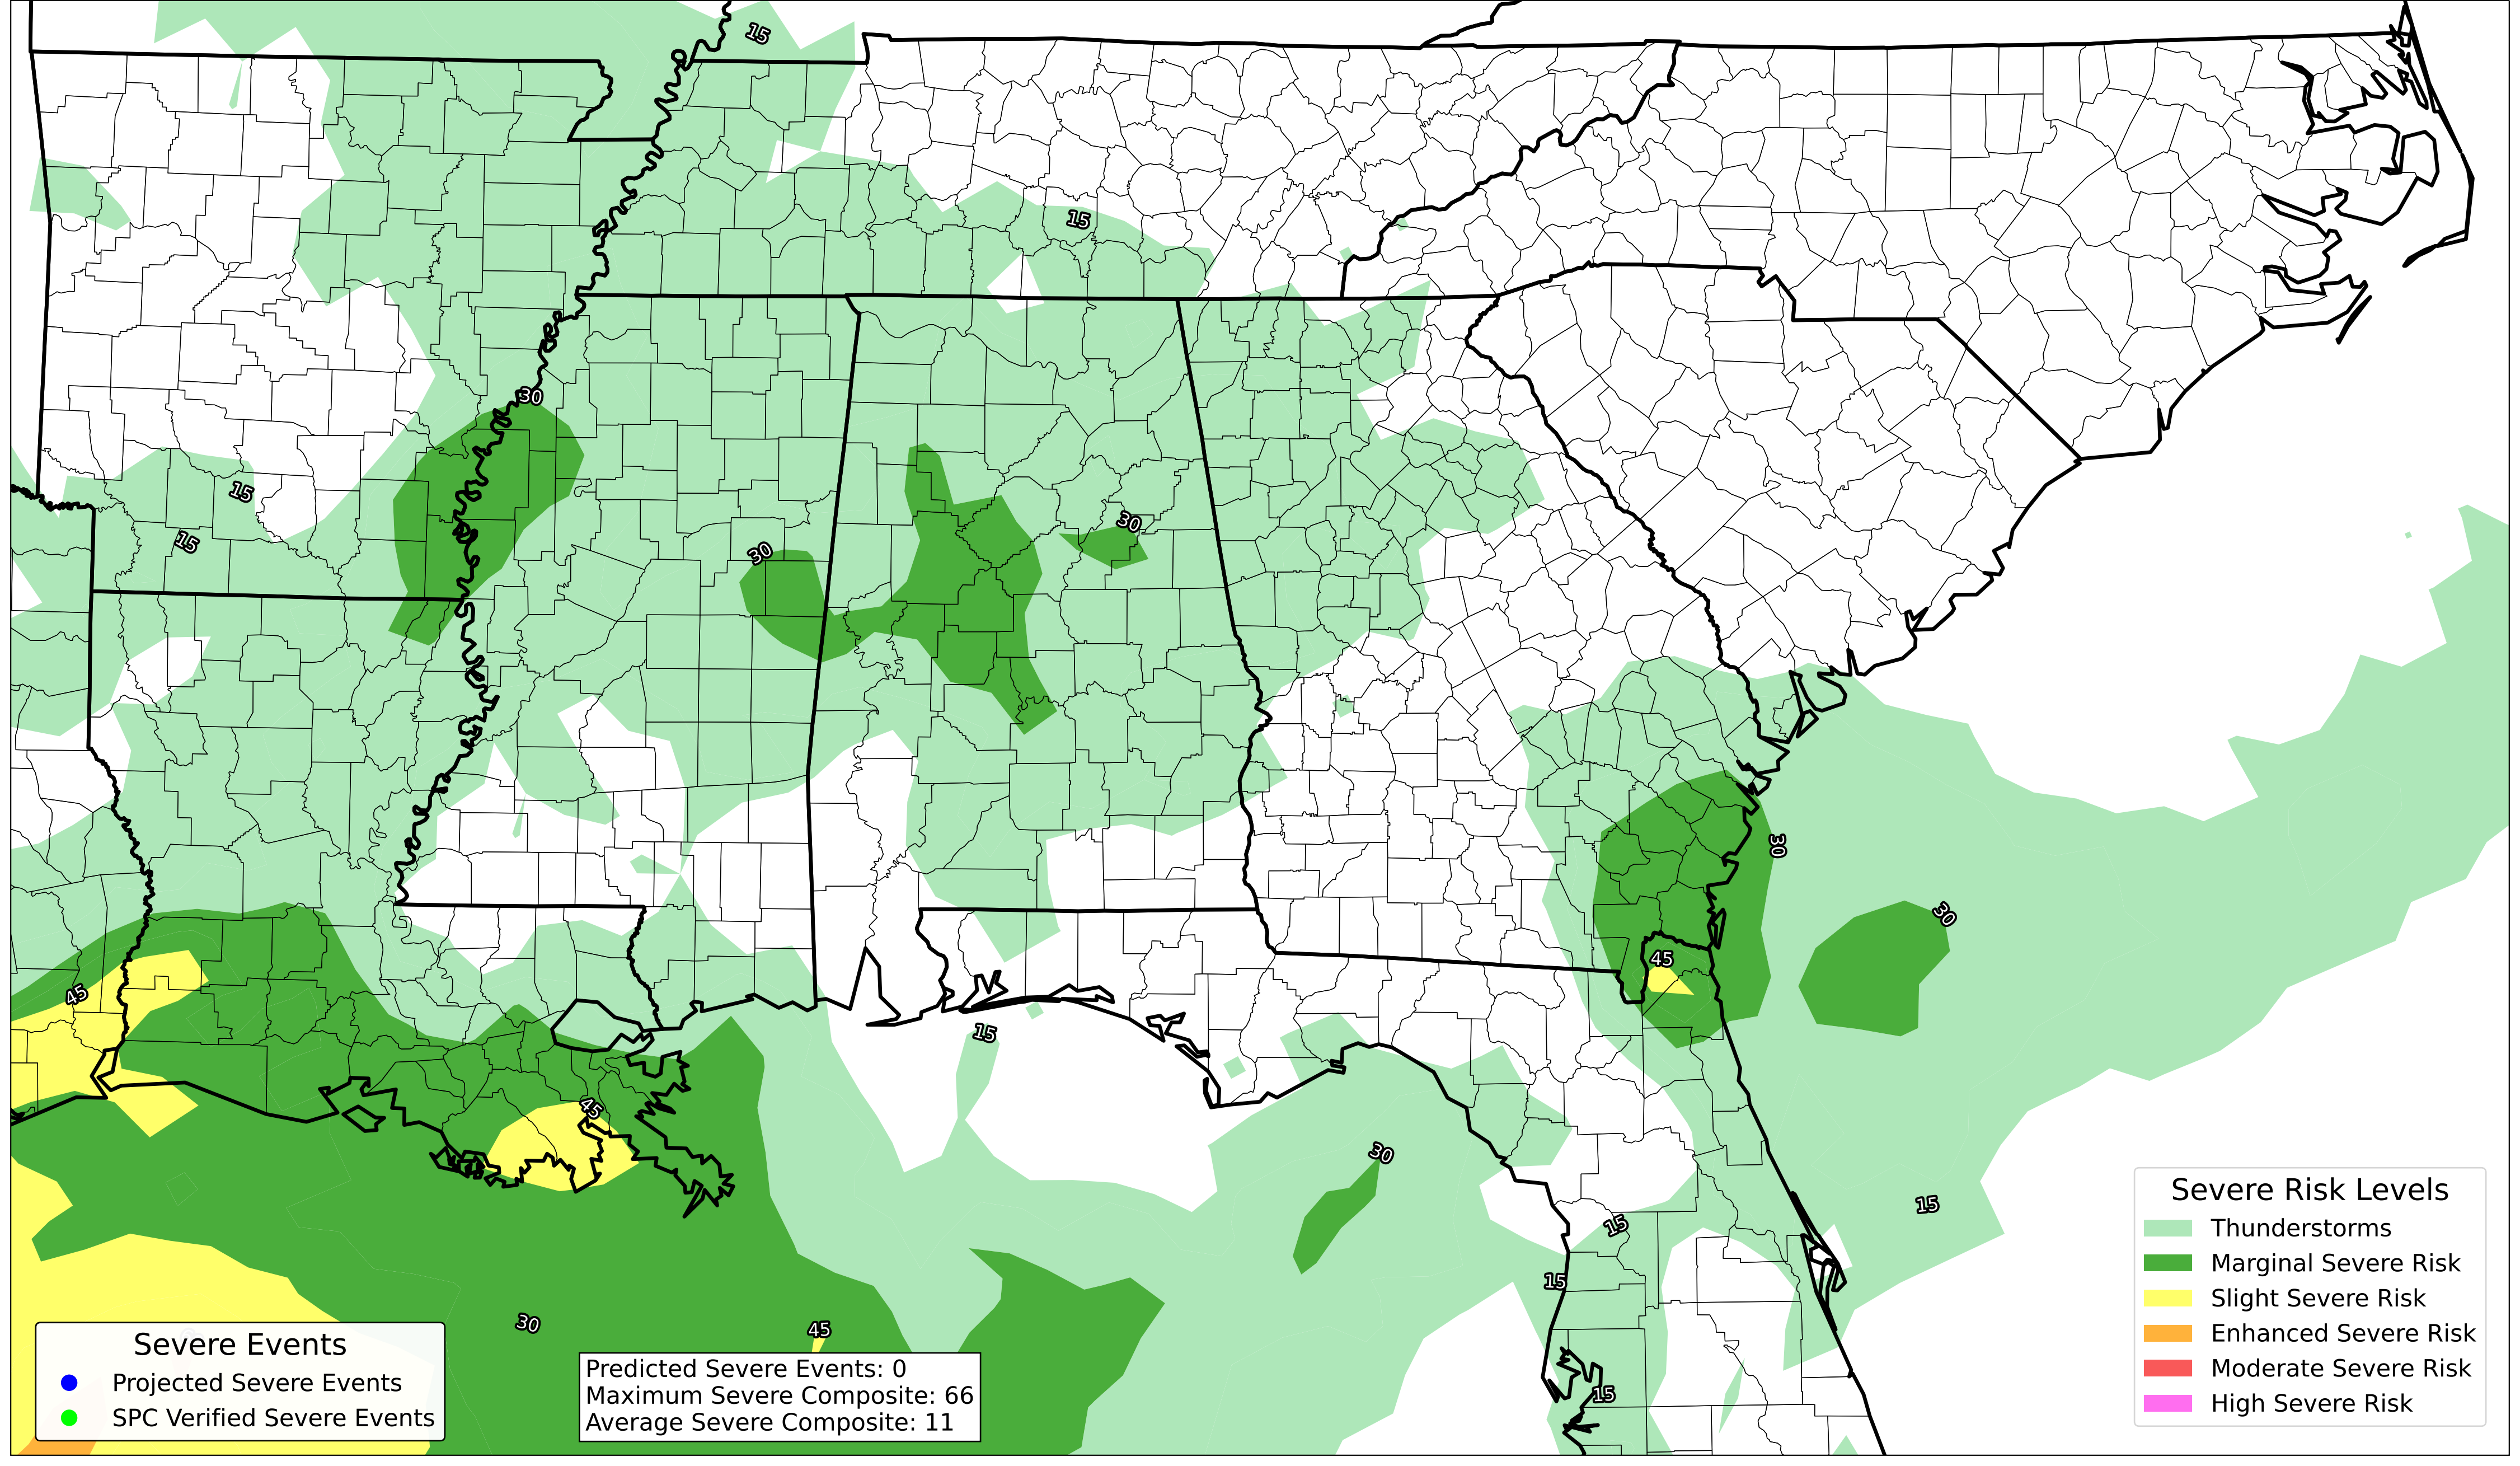 15
15
30
15
30
30
15
30
30
45
45
15
45
30
15
15
15
30
45
15
Severe Risk Levels
Thunderstorms
Marginal Severe Risk
Slight Severe Risk
Enhanced Severe Risk
Moderate Severe Risk
High Severe Risk
Severe Events
Projected Severe Events
SPC Verified Severe Events
Predicted Severe Events: 0
Maximum Severe Composite: 66
Average Severe Composite: 11